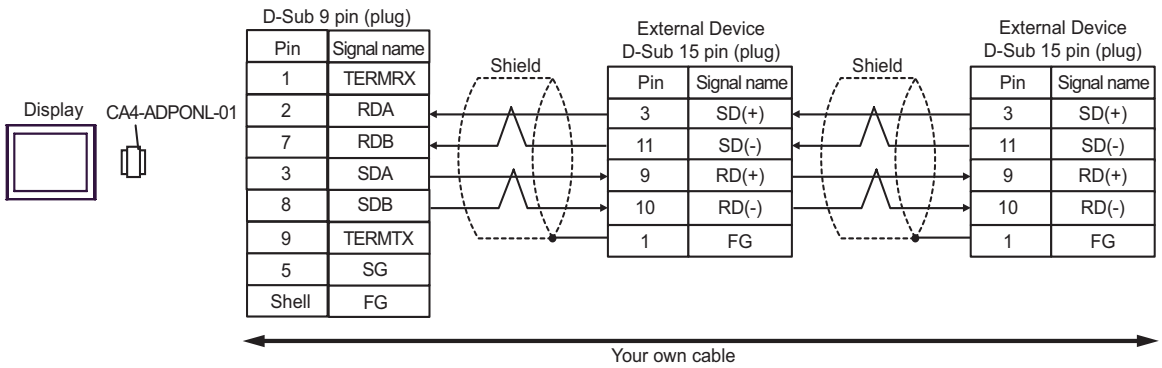 D-Sub 9 pin (plug)
Pin Signal name
1 TERMRX
2 RDA
7 RDB
3 SDA
8 SDB
9 TERMTX
5 SG
Shell FG
Display
CA4-ADPONL-01
Shield
External Device
D-Sub 15 pin (plug)
Pin Signal name
3 SD(+)
11 SD(-)
9 RD(+)
10 RD(-)
1 FG
Shield
External Device
D-Sub 15 pin (plug)
Pin Signal name
3 SD(+)
11 SD(-)
9 RD(+)
10 RD(-)
1 FG
Your own cable